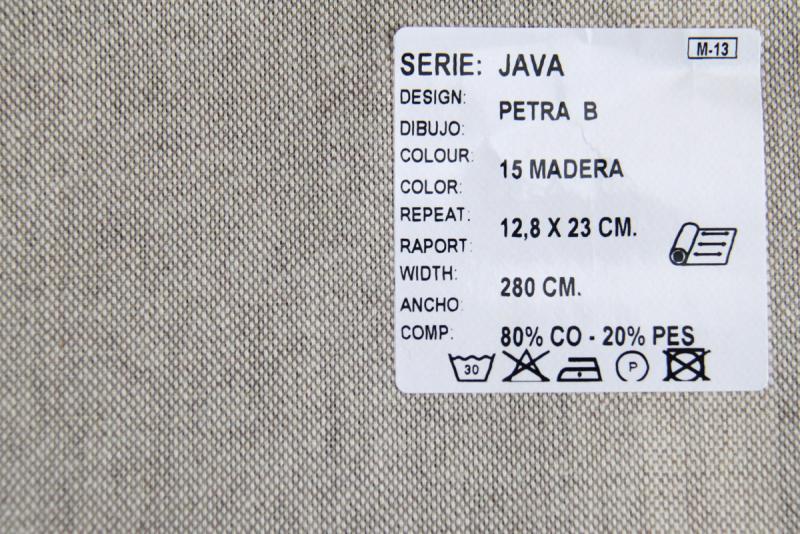 M-13
SERIE: JAVA
DESIGN:
PETRA B
DIBUJO:
COLOUR:
15 MADERA
COLOR:
REPEAT:
12,8 X 23 CM.
RAPORT:
WIDTH:
280 CM.
ANCHO:
COMP: 80% CO - 20% PES
30 P